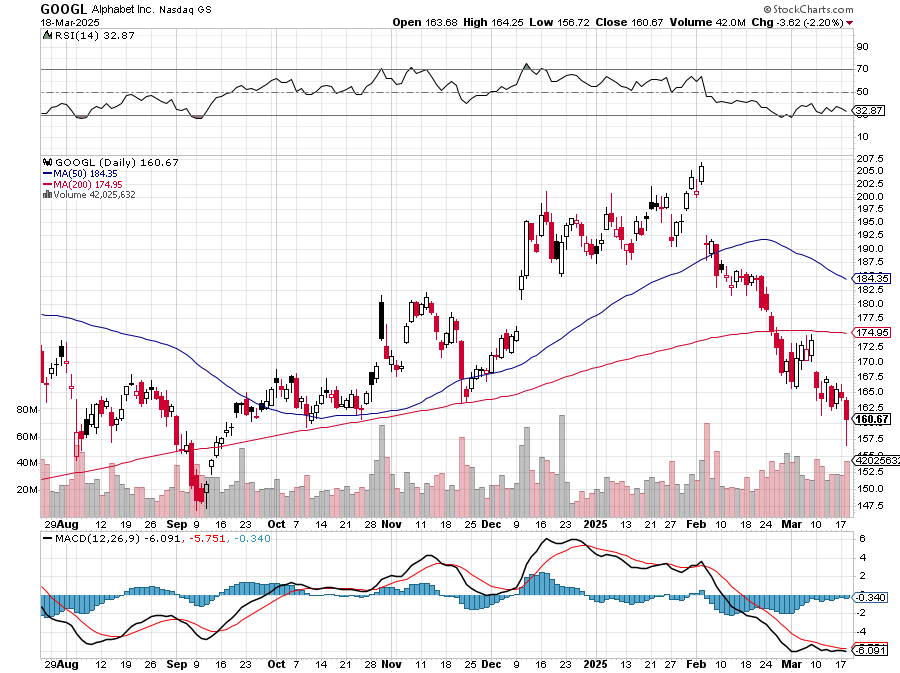 GOOGL Alphabet Inc. Nasdaq GS
© StockCharts.com
18-Mar-2025
Open 163.68 High 164.25 Low 156.72 Close 160.67 Volume 42.0M Chg -3.62 (-2.20%)
RSI(14) 32.87
90
70
50
32.87
10
GOOGL (Daily) 160.67
MA(50) 184.35
MA(200) 174.95
Volume 42,025,632
207.5
205.0
202.5
200.0
197.5
195.0
192.5
190.0
187.5
184.35
182.5
180.0
177.5
174.95
172.5
170.0
167.5
165.0
162.5
160.67
157.5
42025632
152.5
150.0
147.5
80M
60M
40M
20M
29 Aug 12 19 26 Sep 9 16 23 Oct 7 14 21 28 Nov 11 18 25 Dec 9 16 23 2025 13 21 27 Feb 10 18 24 Mar 10 17
MACD(12,26,9) -6.091, -5.751, -0.340
6
4
2
-0.340
-2
-4
-6.091
29 Aug 12 19 26 Sep 9 16 23 Oct 7 14 21 28 Nov 11 18 25 Dec 9 16 23 2025 13 21 27 Feb 10 18 24 Mar 10 17